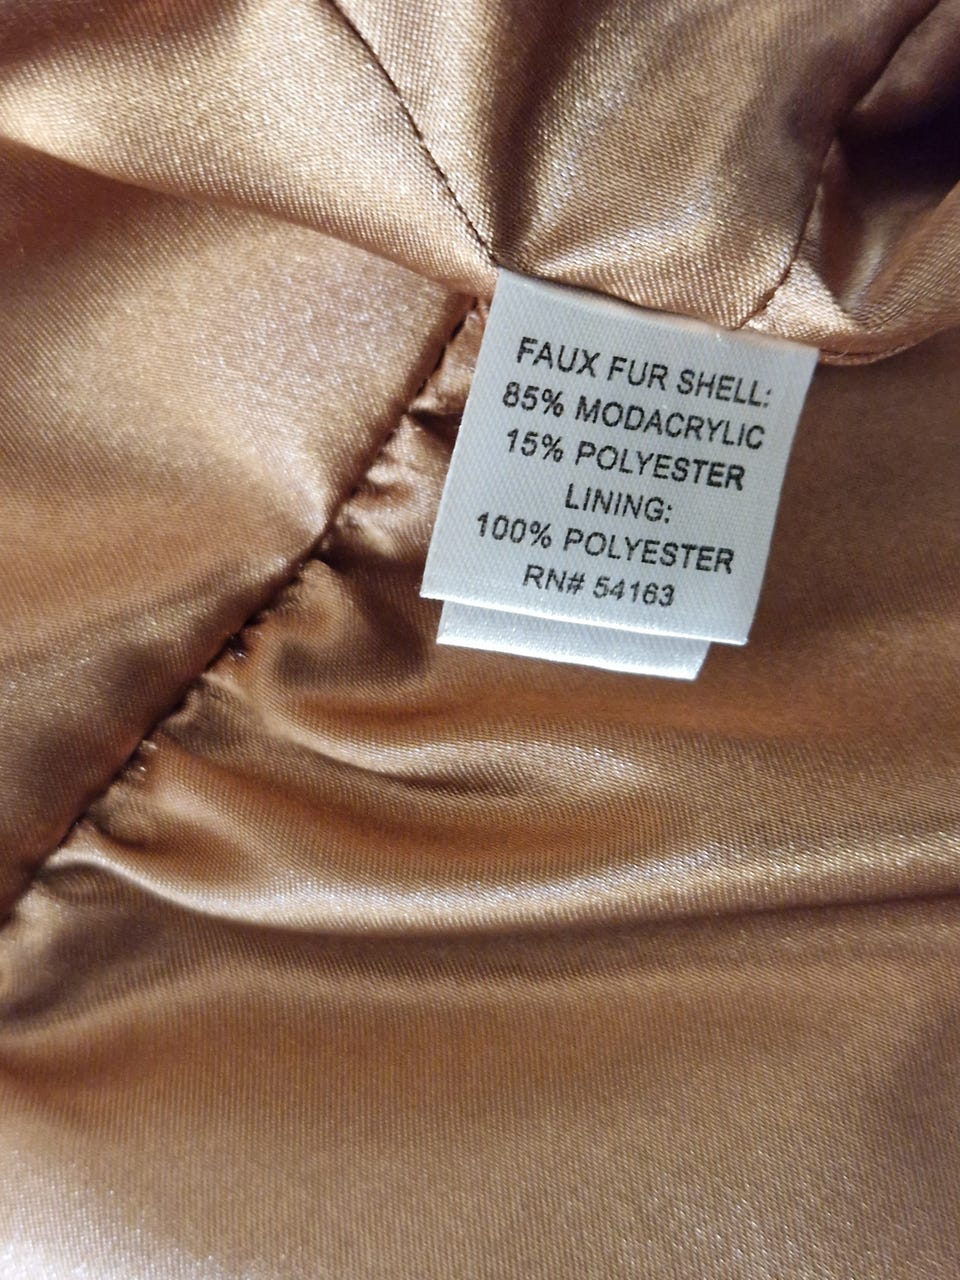 FAUX FUR SHELL:
85% MODACRYLIC
15% POLYESTER
LINING:
100% POLYESTER
RN# 54163